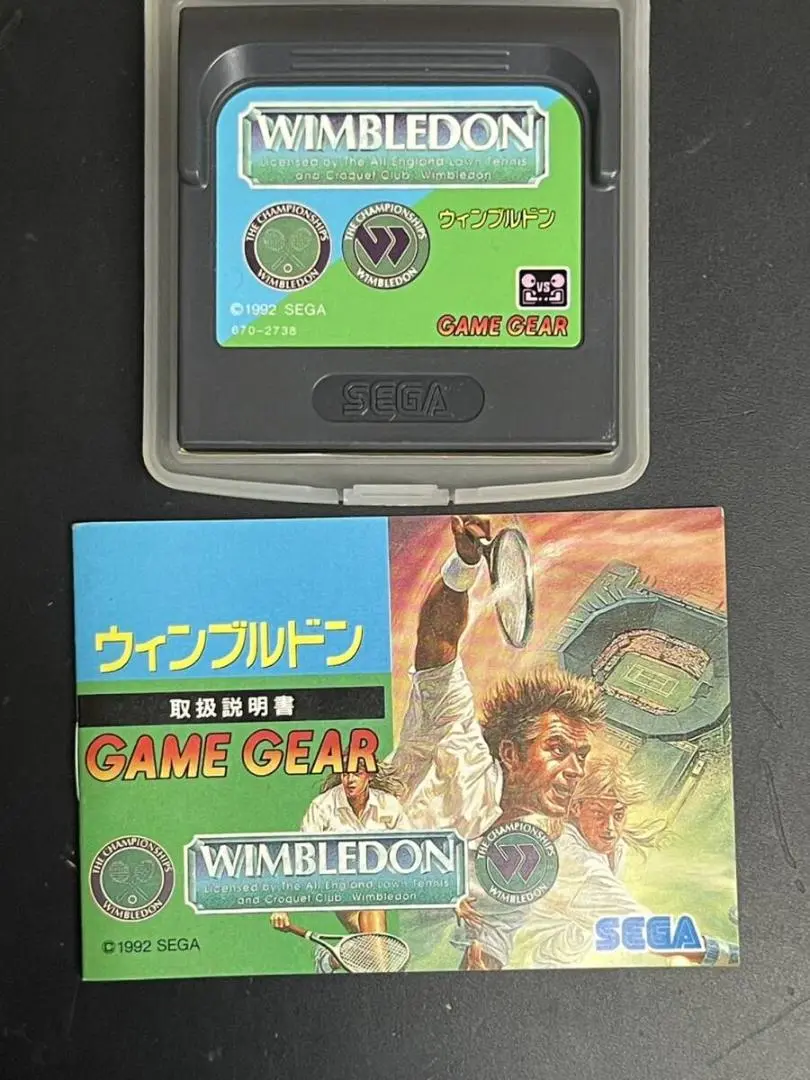 WIMBLEDON
Licensed by The All England Lawn Tennis
and Croquet Club, Wimbledon
THE CHAMPIONSHIPS
WIMBLEDON
THE CHAMPIONSHIPS
WIMBLEDON
ウィンブルドン
VS
©1992 SEGA
670-2738
GAME GEAR
SEGA
ウィンブルドン
取扱説明書
GAME GEAR
THE CHAMPIONSHIPS
WIMBLEDON
WIMBLEDON
Licensed by The All England Lawn Tennis
and Croquet Club, Wimbledon
THE CHAMPIONSHIPS
WIMBLEDON
©1992 SEGA
SEGA